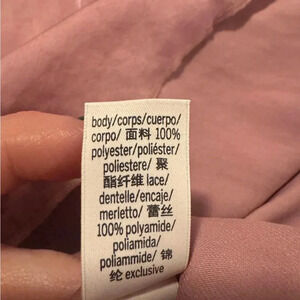 body/corps/cuerpo/
corpo/ 面料 100%
polyester/poliéster/
poliestere/ 聚
酯纤维 lace/
dentelle/encaje/
merletto/ 蕾丝
100% polyamide/
poliamida/
poliammide/ 锦
纶 exclusive